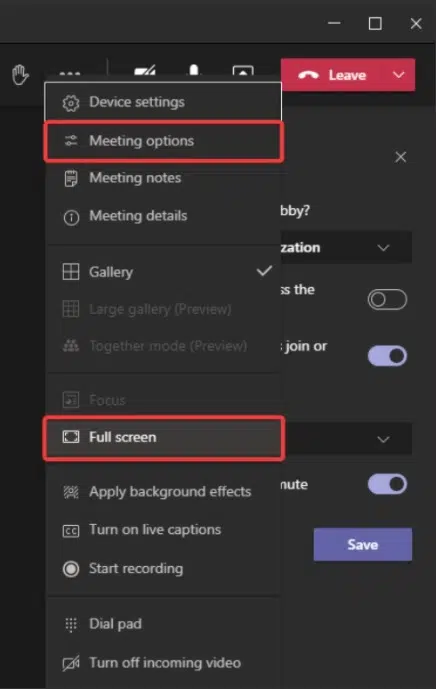 Leave
Device settings
Meeting options
Meeting notes
bby?
Meeting details
zation
Gallery
ss the
Large gallery (Preview)
Together mode (Preview)
join or
Focus
Full screen
Apply background effects
nute
CC
Turn on live captions
Save
Start recording
Dial pad
Turn off incoming video